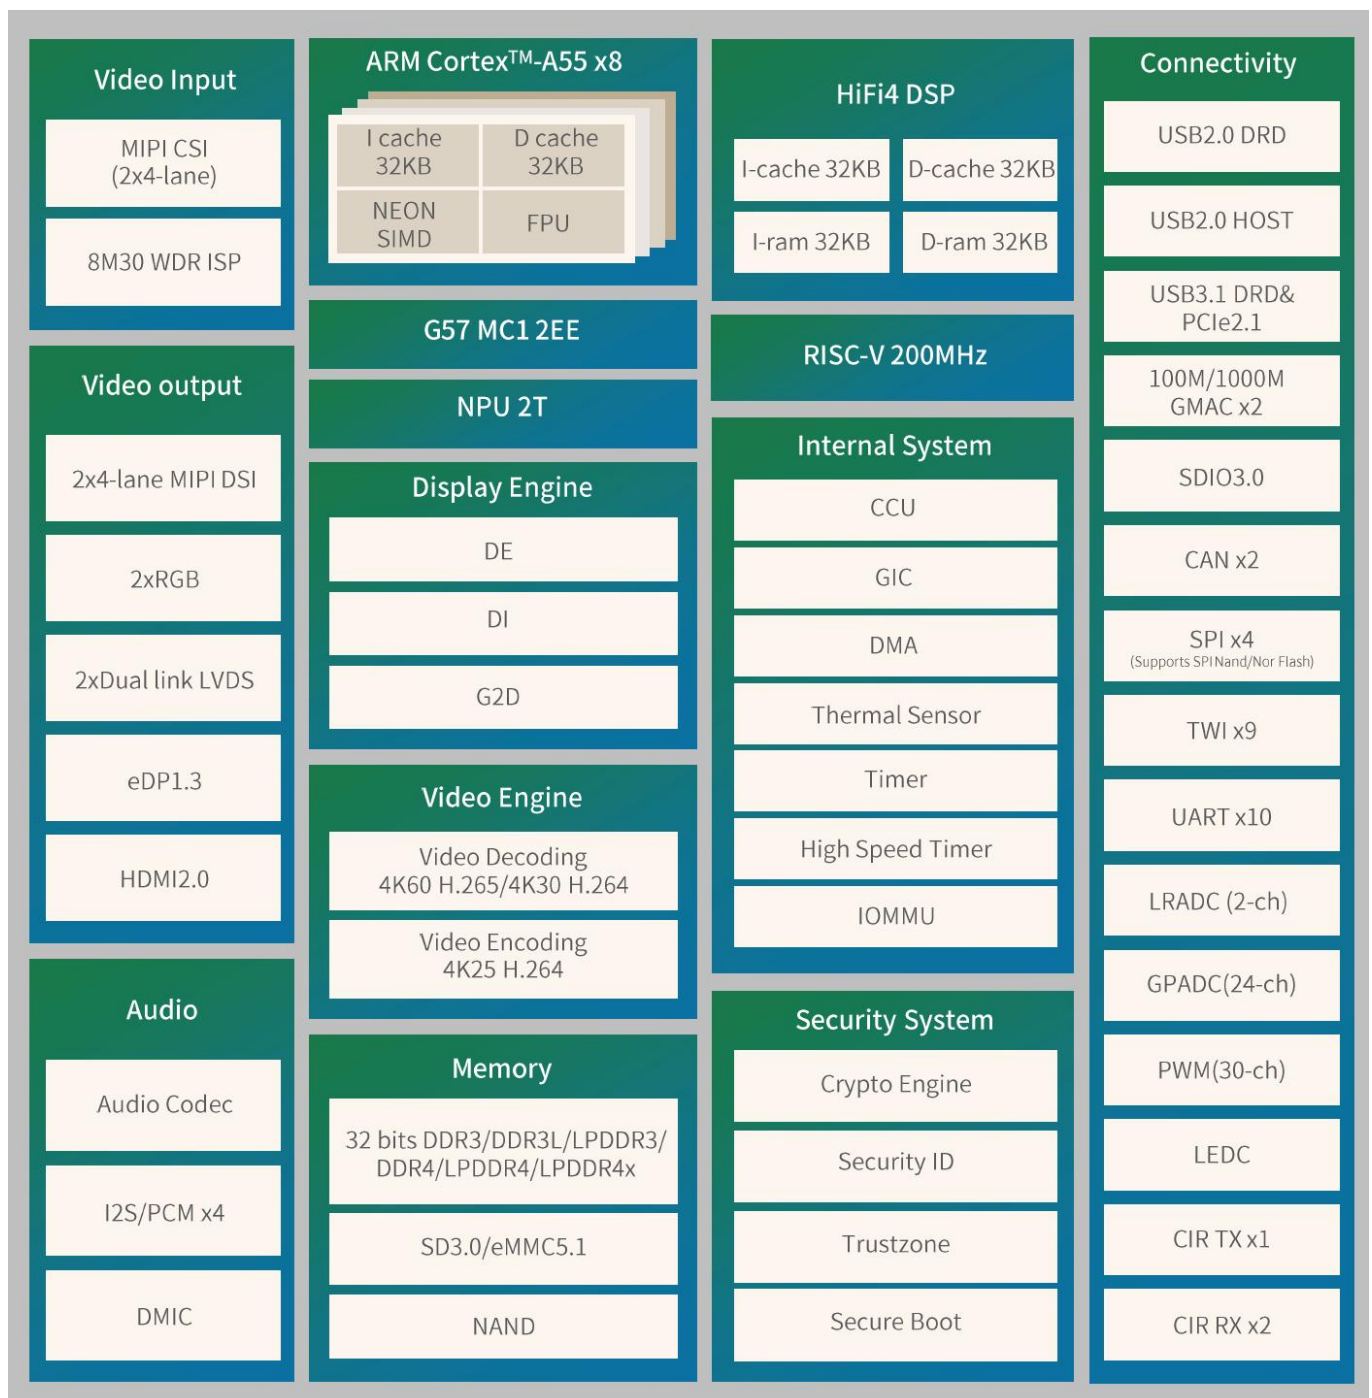 Video Input
MIPI CSI
(2x4-lane)
8M30 WDR ISP
Video output
2x4-lane MIPI DSI
2xRGB
2xDual link LVDS
eDP1.3
HDMI2.0
Audio
Audio Codec
I2S/PCM x4
DMIC
ARM Cortex™-A55 x8
I cache
32KB
D cache
32KB
NEON
SIMD
FPU
G57 MC1 2EE
NPU 2T
Display Engine
DE
DI
G2D
Video Engine
Video Decoding
4K60 H.265/4K30 H.264
Video Encoding
4K25 H.264
Memory
32 bits DDR3/DDR3L/LPDDR3/
DDR4/LPDDR4/LPDDR4x
SD3.0/eMMC5.1
NAND
HiFi4 DSP
I-cache 32KB
D-cache 32KB
I-ram 32KB
D-ram 32KB
RISC-V 200MHz
Internal System
CCU
GIC
DMA
Thermal Sensor
Timer
High Speed Timer
IOMMU
Security System
Crypto Engine
Security ID
Trustzone
Secure Boot
Connectivity
USB2.0 DRD
USB2.0 HOST
USB3.1 DRD&
PCIe2.1
100M/1000M
GMAC x2
SDIO3.0
CAN x2
SPI x4
(Supports SPI Nand/Nor Flash)
TWI x9
UART x10
LRADC (2-ch)
GPADC(24-ch)
PWM(30-ch)
LEDC
CIR TX x1
CIR RX x2